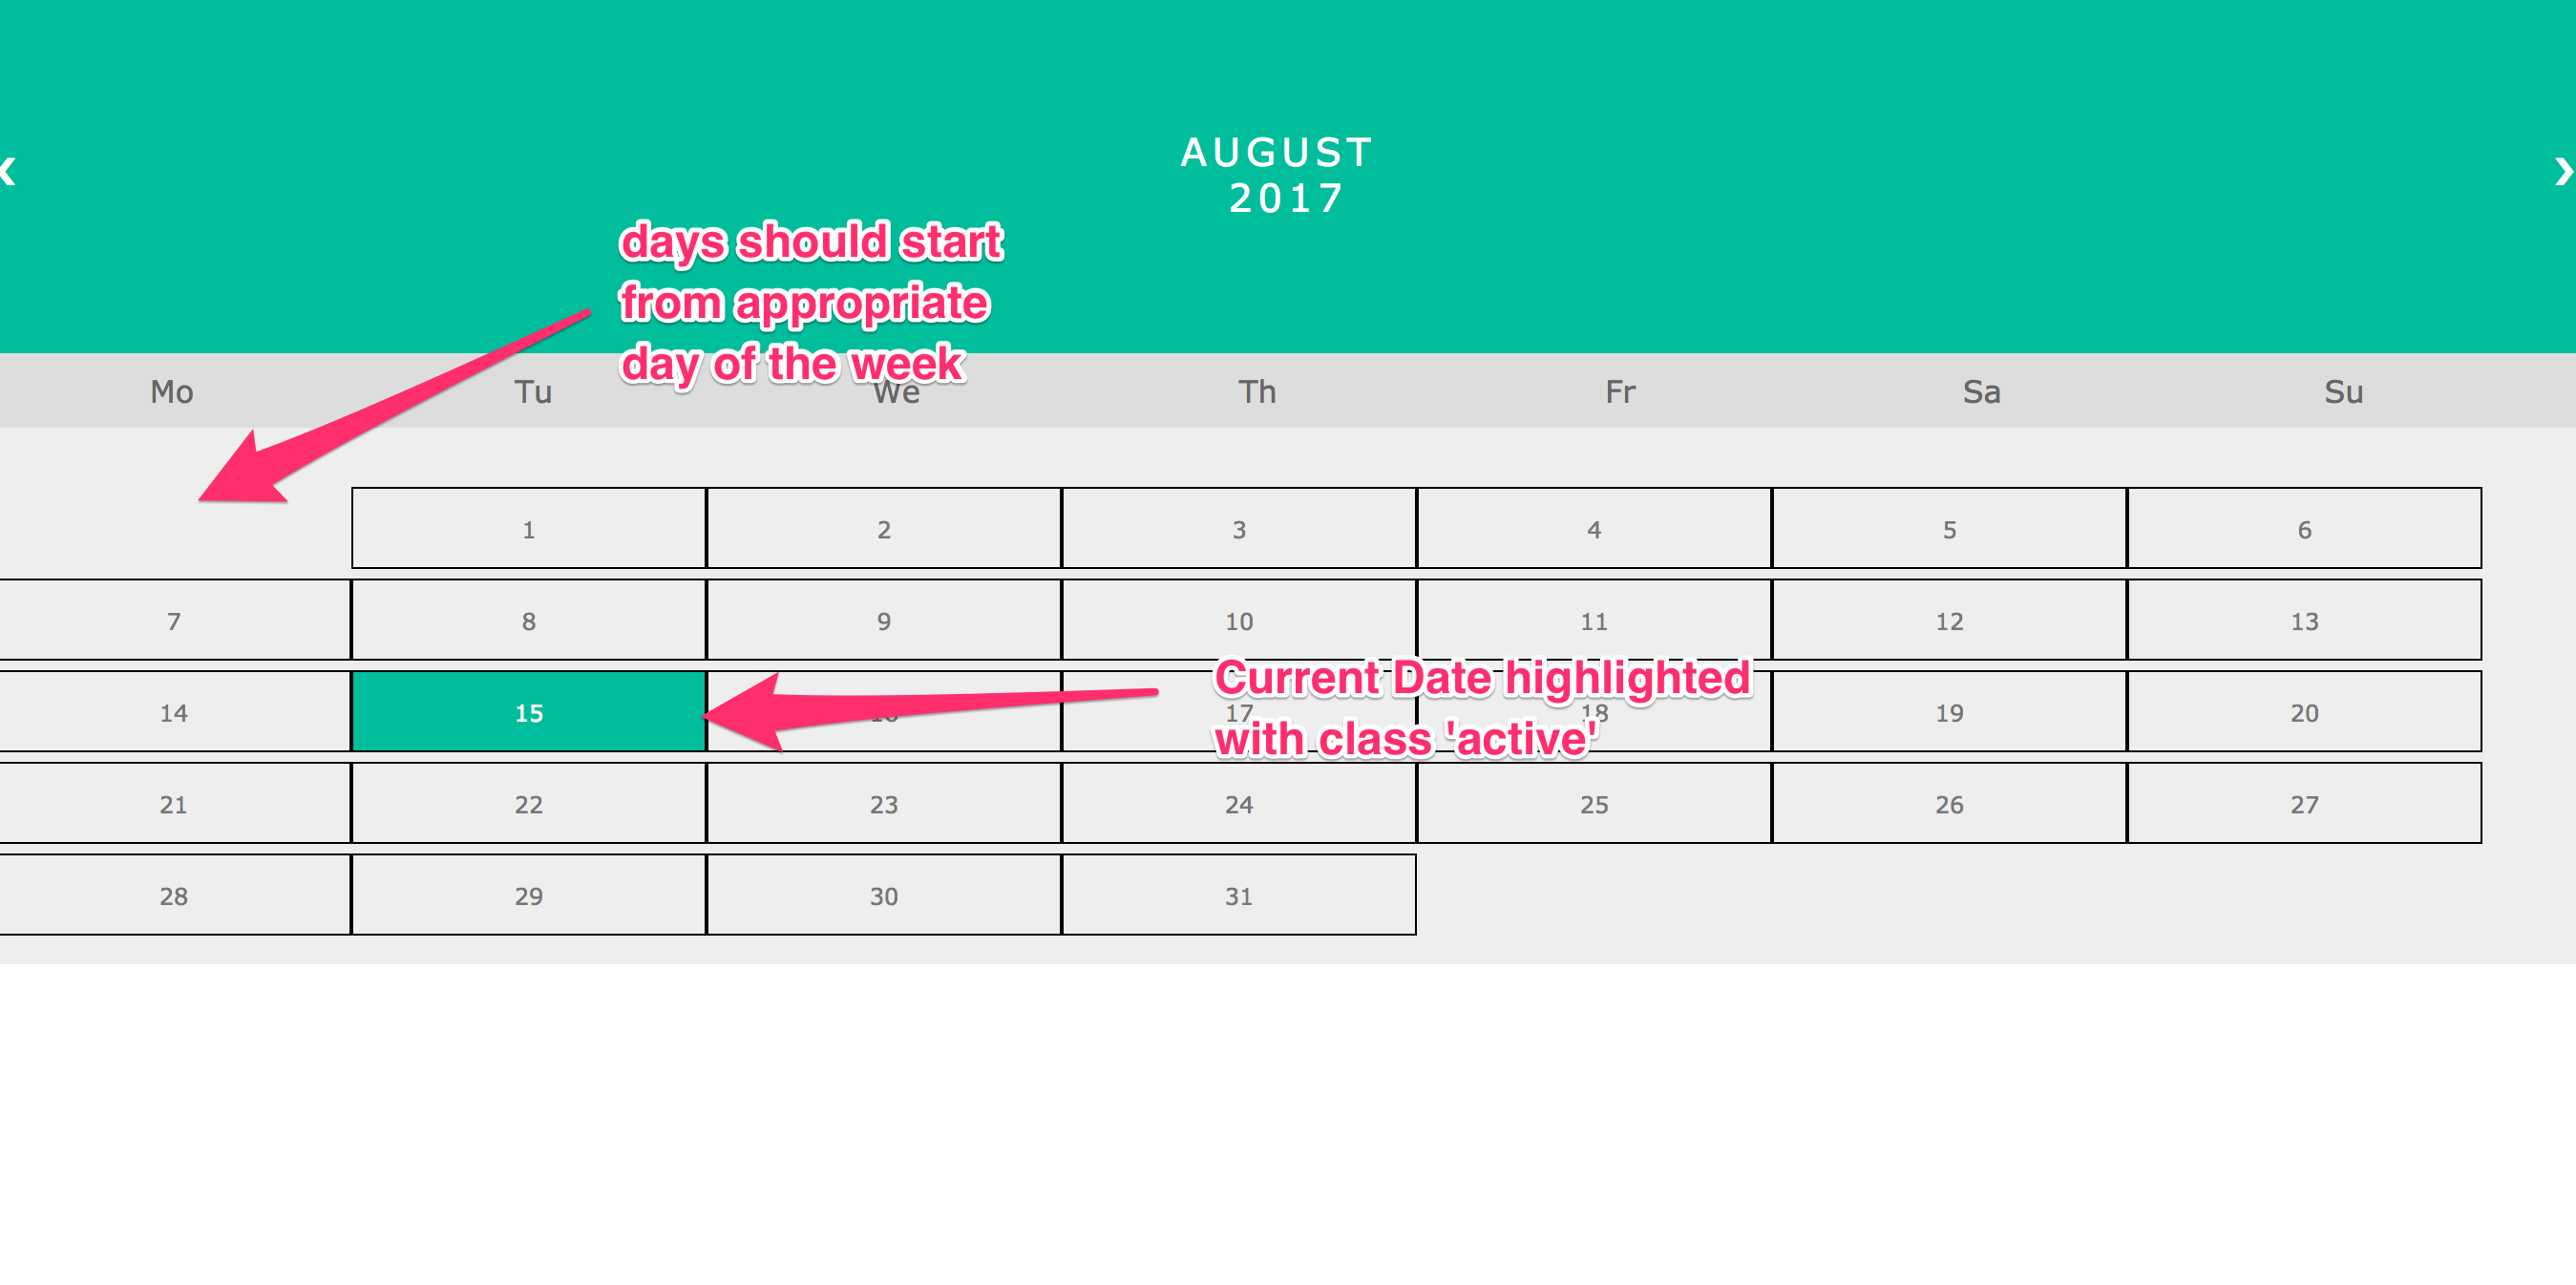 ‹
AUGUST
2017
›
days should start
from appropriate
day of the week
Mo Tu We Th Fr Sa Su
1 2 3 4 5 6
7 8 9 10 11 12 13
Current Date highlighted
with class 'active'
14 15 16 17 18 19 20
21 22 23 24 25 26 27
28 29 30 31